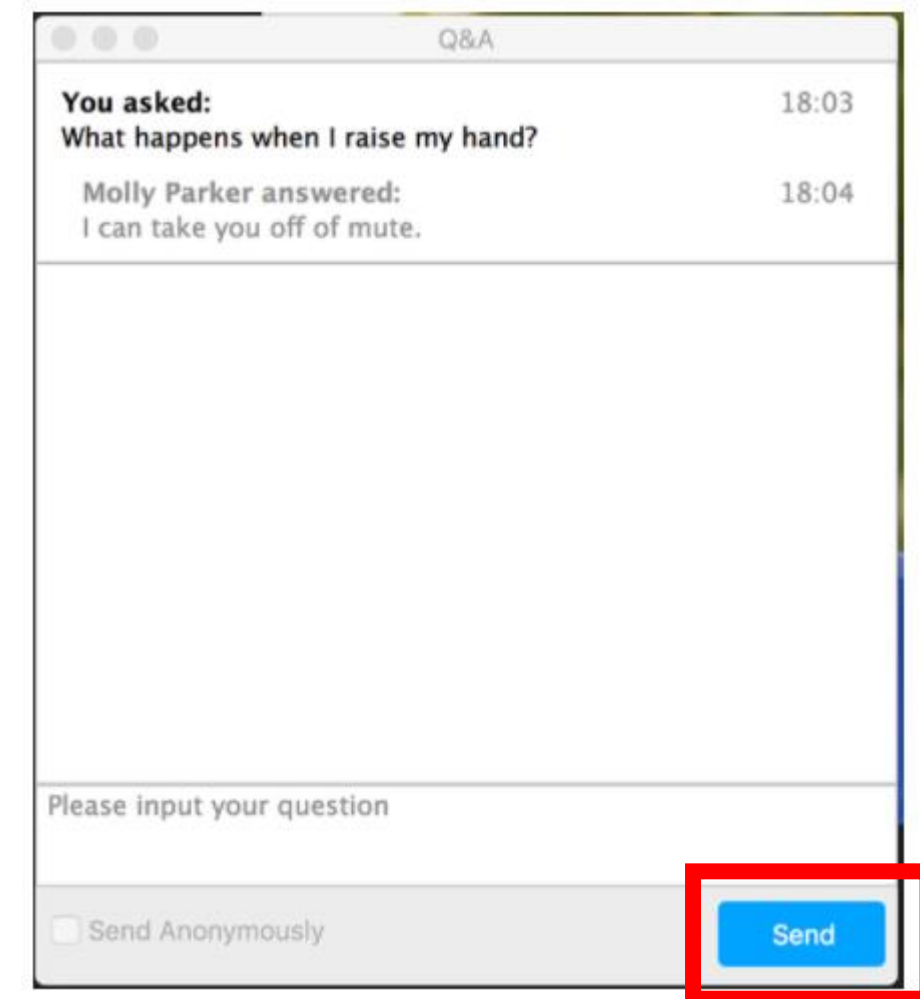 Q&A
You asked: 18:03
What happens when I raise my hand?
Molly Parker answered: 18:04
I can take you off of mute.
Please input your question
Send Anonymously
Send